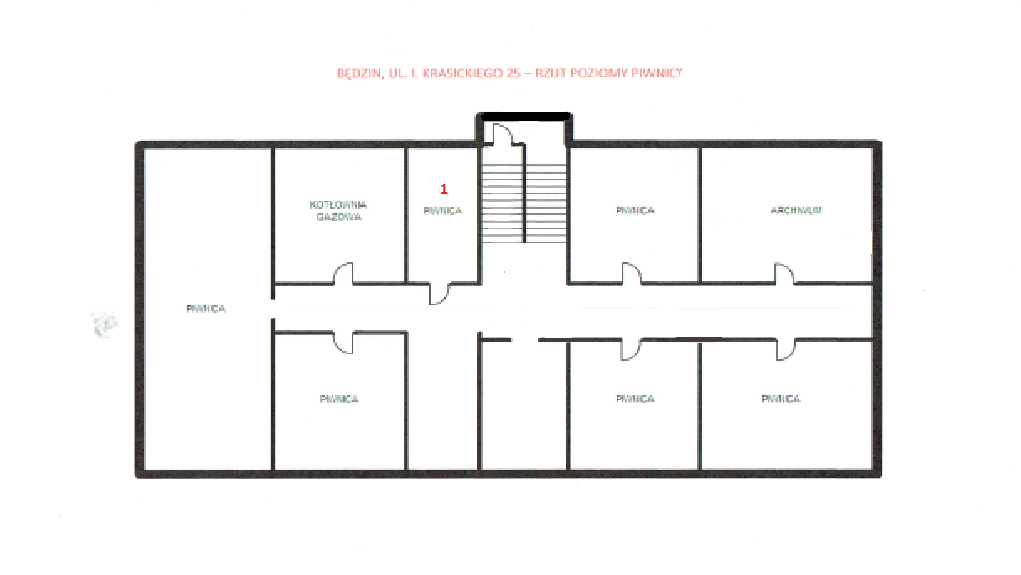 BĘDZIN, UL. I. KRASICKIEGO 25 – RZUT POZIOMY PIWNICY
1
KOTŁOWNIA
GAZOWA
PIWNICA
PIWNICA
ARCHIWUM
PIWNICA
PIWNICA
PIWNICA
PIWNICA